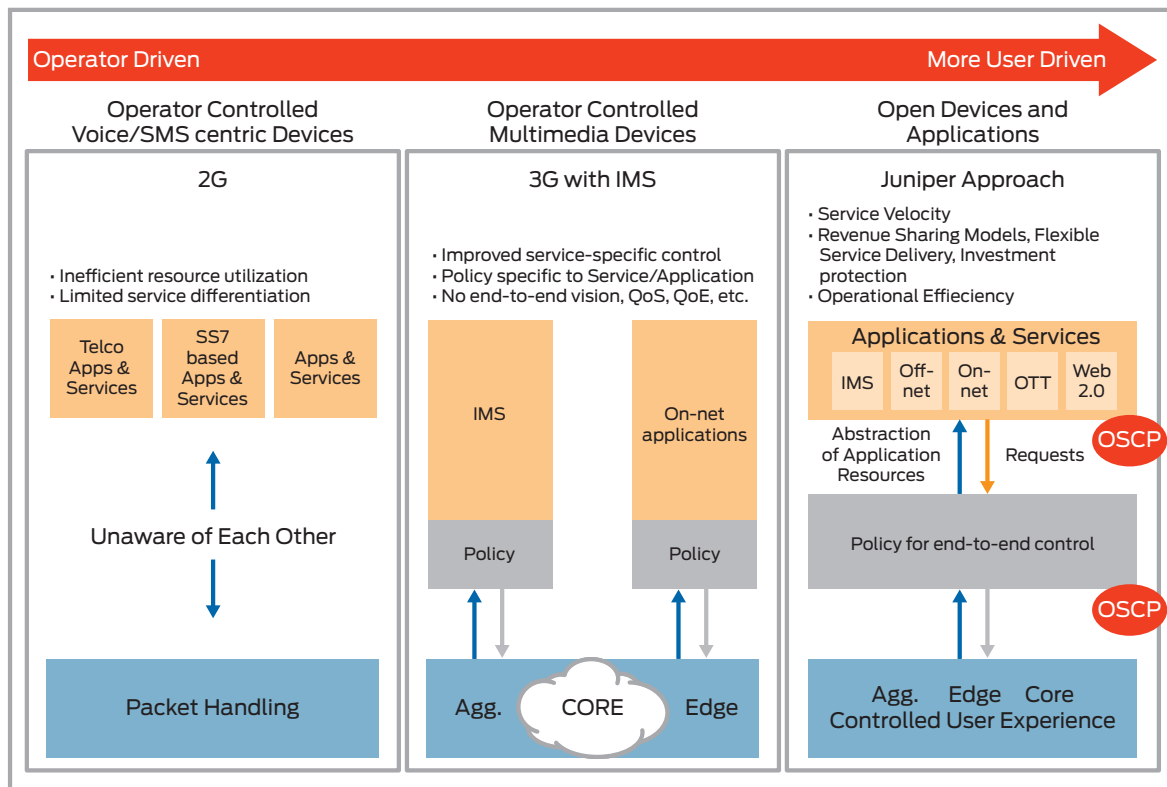 Operator Driven
More User Driven
Operator Controlled
Voice/SMS centric Devices
2G
· Inefficient resource utilization
· Limited service differentiation
Telco
Apps &
Services
SS7
based
Apps &
Services
Apps &
Services
Unaware of Each Other
Packet Handling
Operator Controlled
Multimedia Devices
3G with IMS
· Improved service-specific control
· Policy specific to Service/Application
· No end-to-end vision, QoS, QoE, etc.
IMS
On-net
applications
Policy
Policy
Agg.
CORE
Edge
Open Devices and
Applications
Juniper Approach
· Service Velocity
· Revenue Sharing Models, Flexible
Service Delivery, Investment
protection
· Operational Effieciency
Applications & Services
IMS
Off-
net
On-
net
OTT
Web
2.0
Abstraction
of Application
Resources
Requests
OSCP
Policy for end-to-end control
OSCP
Agg. Edge Core
Controlled User Experience